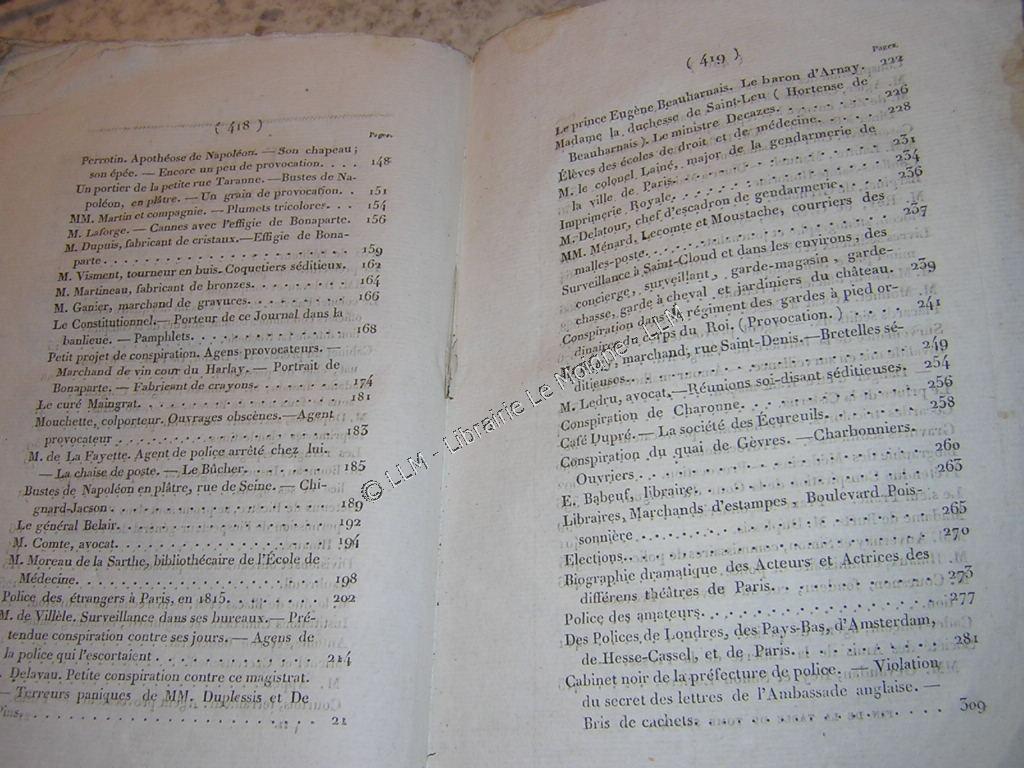 ( 418 )
Pages.
Perrotin. Apothéose de Napoléon. — Son chapeau ;
son épée. — Encore un peu de provocation. . . . 148
Un portier de la petite rue Taranne. — Bustes de Na-
poléon, en plâtre. — Un grain de provocation. . 151
MM. Martin et compagnie. — Plumets tricolores. . . 154
M. Laforge. — Cannes avec l'effigie de Bonaparte. 156
M. Dupuis, fabricant de cristaux. — Effigie de Bona-
parte . . . . . . . . . . . . . . . . . . 159
M. Visment, tourneur en buis. Coquetiers séditieux. 162
M. Martineau, fabricant de bronzes. . . . . . . . 164
M. Ganier, marchand de gravures. . . . . . . . . 166
Le Constitutionnel. — Porteur de ce Journal dans la
banlieue. — Pamphlets. . . . . . . . . . . . 168
Petit projet de conspiration. Agens provocateurs. —
Marchand de vin cour du Harlay. — Portrait de
Bonaparte. — Fabricant de crayons. . . . . . . 174
Le curé Maingrat. . . . . . . . . . . . . . . 181
Mouchette, colporteur. Ouvrages obscènes. — Agent
provocateur . . . . . . . . . . . . . . . . 183
M. de La Fayette. Agent de police arrêté chez lui.
— La chaise de poste. — Le Bûcher. . . . . . . 185
Bustes de Napoléon en plâtre, rue de Seine. — Chi-
gnard-Jacson . . . . . . . . . . . . . . . . 189
Le général Belair. . . . . . . . . . . . . . . 192
M. Comte, avocat. . . . . . . . . . . . . . . 194
M. Moreau de la Sarthe, bibliothécaire de l'École de
Médecine. . . . . . . . . . . . . . . . . . 198
Police des étrangers à Paris, en 1815. . . . . . . 202
M. de Villèle. Surveillance dans ses bureaux. — Pré-
tendue conspiration contre ses jours. — Agens de
la police qui l'escortaient . . . . . . . . . . 214
Delavau. Petite conspiration contre ce magistrat.
— Terreurs paniques de MM. Duplessis et De
. . . . . . . . . . . . . . . . . . . . 21
( 419 )
Pages.
Le prince Eugène Beauharnais. Le baron d'Arnay. 222
Madame la duchesse de Saint-Leu ( Hortense de
Beauharnais ). Le ministre Decazes. . . . . . . 226
Élèves des écoles de droit et de médecine. . . . . 228
M. le colonel Lainé, major de la gendarmerie de
la ville de Paris. . . . . . . . . . . . . . . 231
Imprimerie Royale. . . . . . . . . . . . . . . 234
M. Delatour, chef d'escadron de gendarmerie. . . . 236
MM. Ménard, Lecomte et Moustache, courriers des
malles-poste. . . . . . . . . . . . . . . . . 237
Surveillance à Saint-Cloud et dans les environs, des
concierge, surveillant, garde-magasin, garde-
chasse, garde à cheval et jardiniers du château. 239
Conspiration dans le régiment des gardes à pied or-
dinaires du corps du Roi. ( Provocation. ) . . . . 241
marchand, rue Saint-Denis. — Bretelles sé-
ditieuses. . . . . . . . . . . . . . . . . . 249
M. Ledru, avocat. — Réunions soi-disant séditieuses. 254
Conspiration de Charonne. . . . . . . . . . . . 256
Café Dupré. — La société des Écureuils. . . . . . 258
Conspiration du quai de Gèvres. — Charbonniers.
Ouvriers. . . . . . . . . . . . . . . . . . 260
E. Babeuf, libraire. . . . . . . . . . . . . . . 263
Libraires, Marchands d'estampes, Boulevard Pois-
sonnière . . . . . . . . . . . . . . . . . . 265
Elections. . . . . . . . . . . . . . . . . . . 270
Biographie dramatique des Acteurs et Actrices des
différens théâtres de Paris. . . . . . . . . . . 273
Police des amateurs. . . . . . . . . . . . . . 277
Des Polices de Londres, des Pays-Bas, d'Amsterdam,
de Hesse-Cassel, et de Paris. . . . . . . . . . 281
Cabinet noir de la préfecture de police. — Violation
du secret des lettres de l'Ambassade anglaise. —
Bris de cachets. . . . . . . . . . . . . . . . 309
© LLM - Librairie Le Moigne - LLM